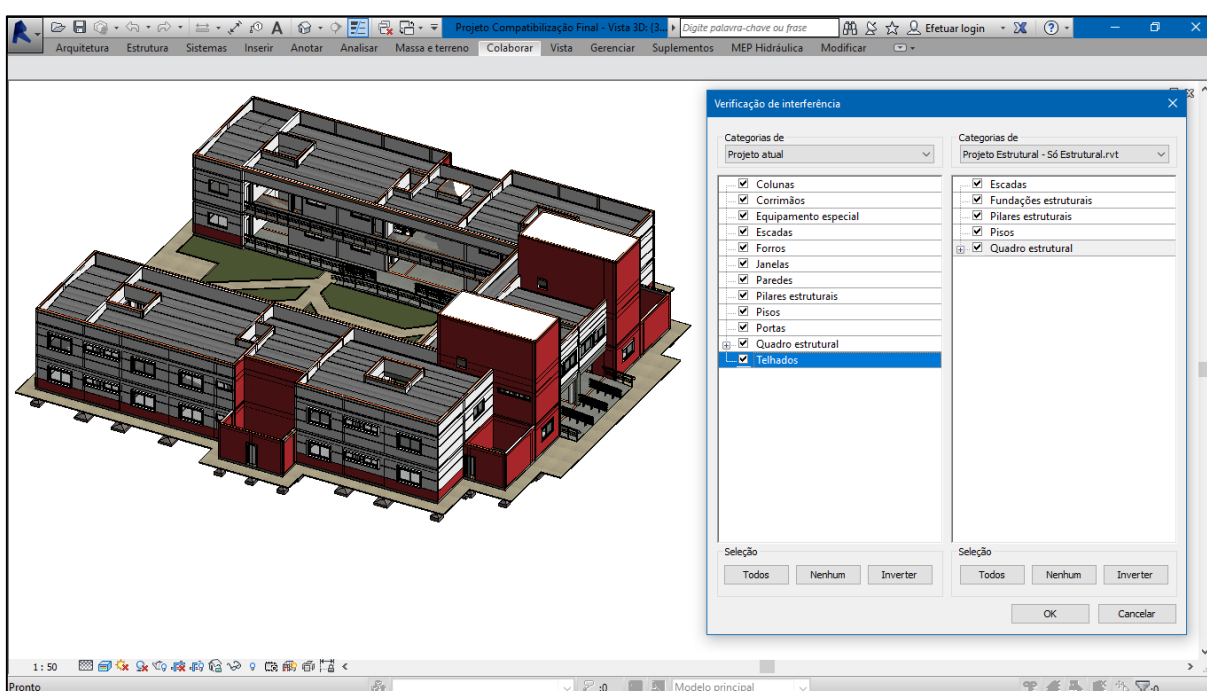 Projeto Compatibilização Final - Vista 3D: {3...
Digite palavra-chave ou frase
Efetuar login
Arquitetura Estrutura Sistemas Inserir Anotar Analisar Massa e terreno Colaborar Vista Gerenciar Suplementos MEP Hidráulica Modificar
Verificação de interferência
Categorias de
Projeto atual
Colunas
Corrimãos
Equipamento especial
Escadas
Forros
Janelas
Paredes
Pilares estruturais
Pisos
Portas
Quadro estrutural
Telhados
Seleção
Todos Nenhum Inverter
Categorias de
Projeto Estrutural - Só Estrutural.rvt
Escadas
Fundações estruturais
Pilares estruturais
Pisos
Quadro estrutural
Seleção
Todos Nenhum Inverter
OK Cancelar
1 : 50
Pronto
:0
Modelo principal
:0